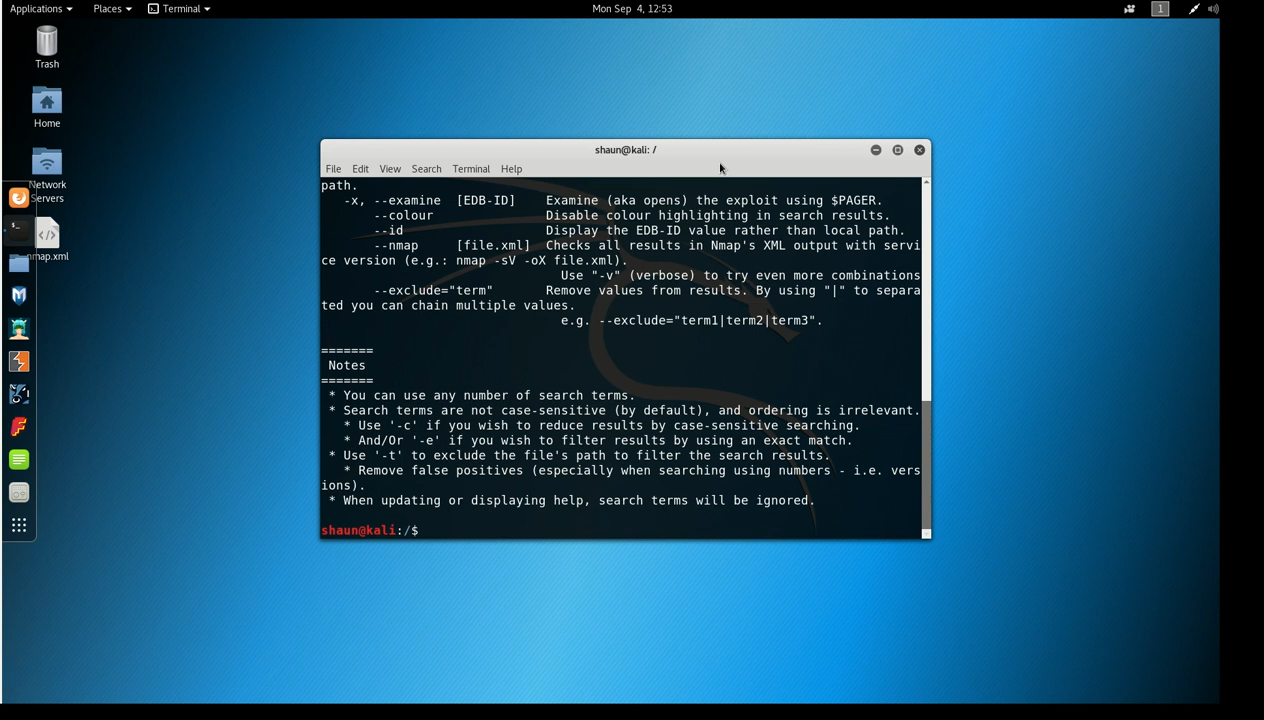 Applications Places Terminal Mon Sep 4, 12:53 1
Trash
Home
Network
Servers
nmap.xml
shaun@kali: /
File Edit View Search Terminal Help
path.
-x, --examine [EDB-ID] Examine (aka opens) the exploit using $PAGER.
--colour Disable colour highlighting in search results.
--id Display the EDB-ID value rather than local path.
--nmap [file.xml] Checks all results in Nmap's XML output with servi
ce version (e.g.: nmap -sV -oX file.xml).
Use "-v" (verbose) to try even more combinations
--exclude="term" Remove values from results. By using "|" to separa
ted you can chain multiple values.
e.g. --exclude="term1|term2|term3".
=======
Notes
=======
* You can use any number of search terms.
* Search terms are not case-sensitive (by default), and ordering is irrelevant.
* Use '-c' if you wish to reduce results by case-sensitive searching.
* And/Or '-e' if you wish to filter results by using an exact match.
* Use '-t' to exclude the file's path to filter the search results.
* Remove false positives (especially when searching using numbers - i.e. vers
ions).
* When updating or displaying help, search terms will be ignored.
shaun@kali:/$